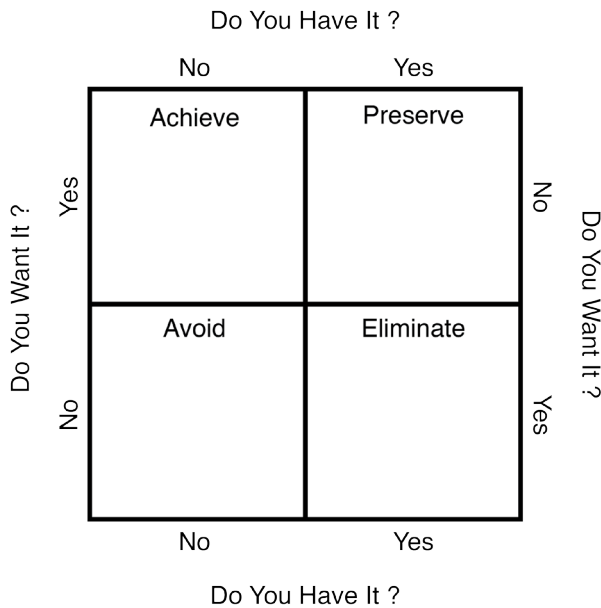 Do You Have It ?
No Yes
Achieve Preserve
Yes No
Do You Want It ? Do You Want It ?
Avoid Eliminate
No Yes
No Yes
Do You Have It ?